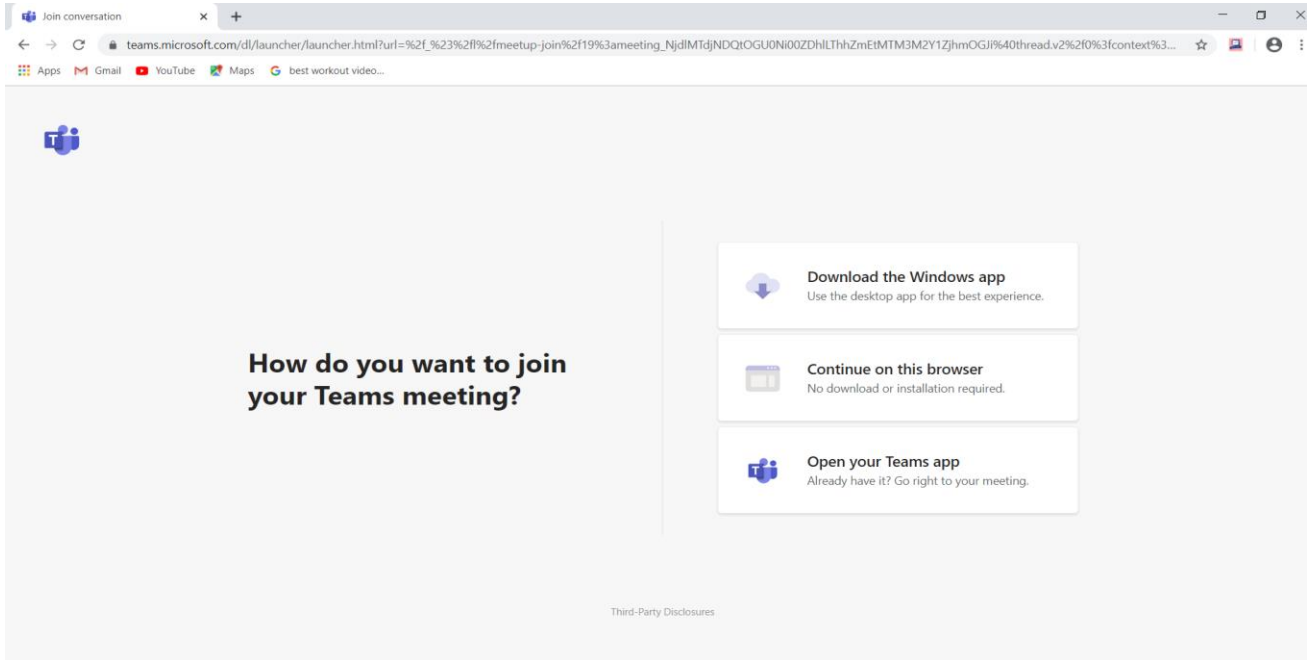 Join conversation
teams.microsoft.com/dl/launcher/launcher.html?url=%2f_%23%2fl%2fmeetup-join%2f19%3ameeting_NjdlMTdjNDQtOGU0Ni00ZDhlLThhZmEtMTM3M2Y1ZjhmOGJi%40thread.v2%2f0%3fcontext%3...
Apps Gmail YouTube Maps best workout video...
Download the Windows app
Use the desktop app for the best experience.
How do you want to join
your Teams meeting?
Continue on this browser
No download or installation required.
Open your Teams app
Already have it? Go right to your meeting.
Third-Party Disclosures